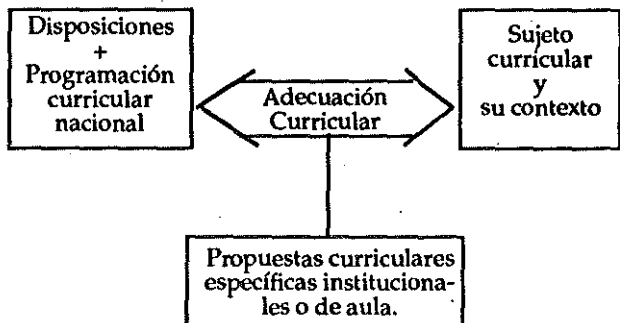 Disposiciones
+
Programación
curricular
nacional
Adecuación
Curricular
Sujeto
curricular
y
su contexto
Propuestas curriculares
específicas instituciona-
les o de aula.